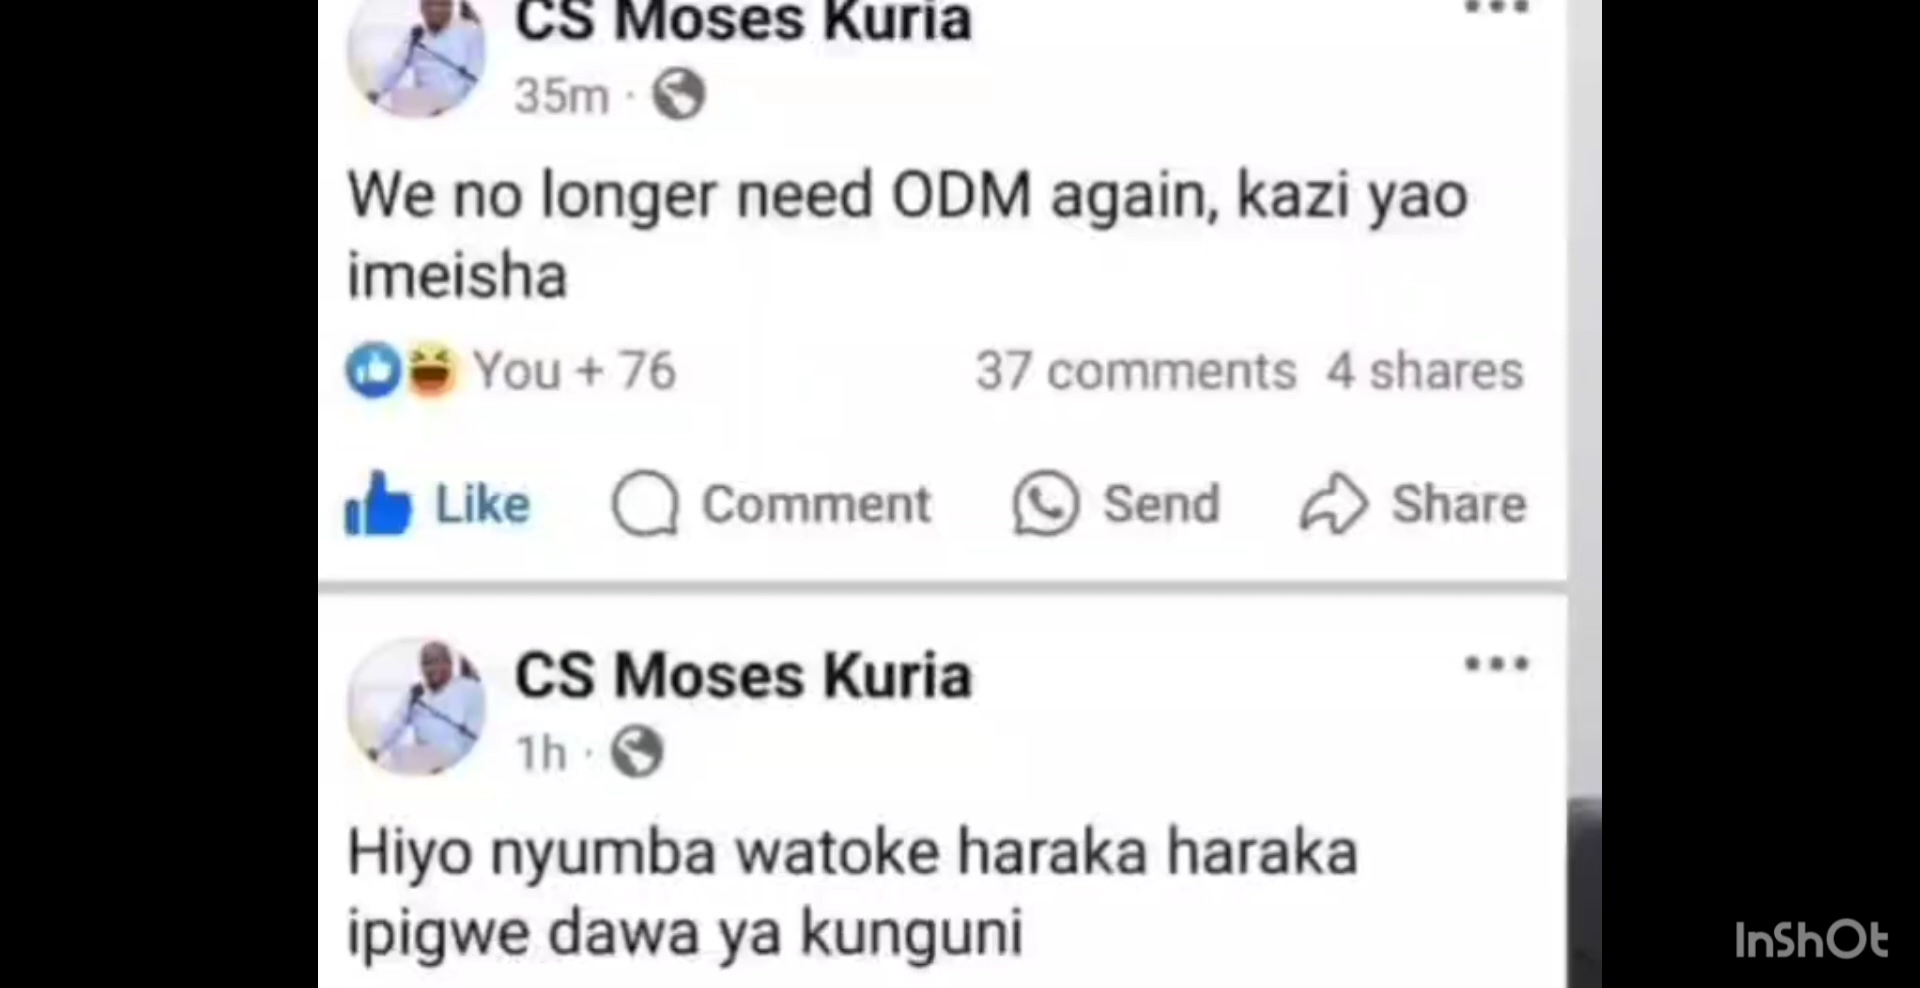 CS Moses Kuria
35m ·
We no longer need ODM again, kazi yao
imeisha
You + 76 37 comments 4 shares
Like Comment Send Share
CS Moses Kuria
1h ·
Hiyo nyumba watoke haraka haraka
ipigwe dawa ya kunguni
InShOt